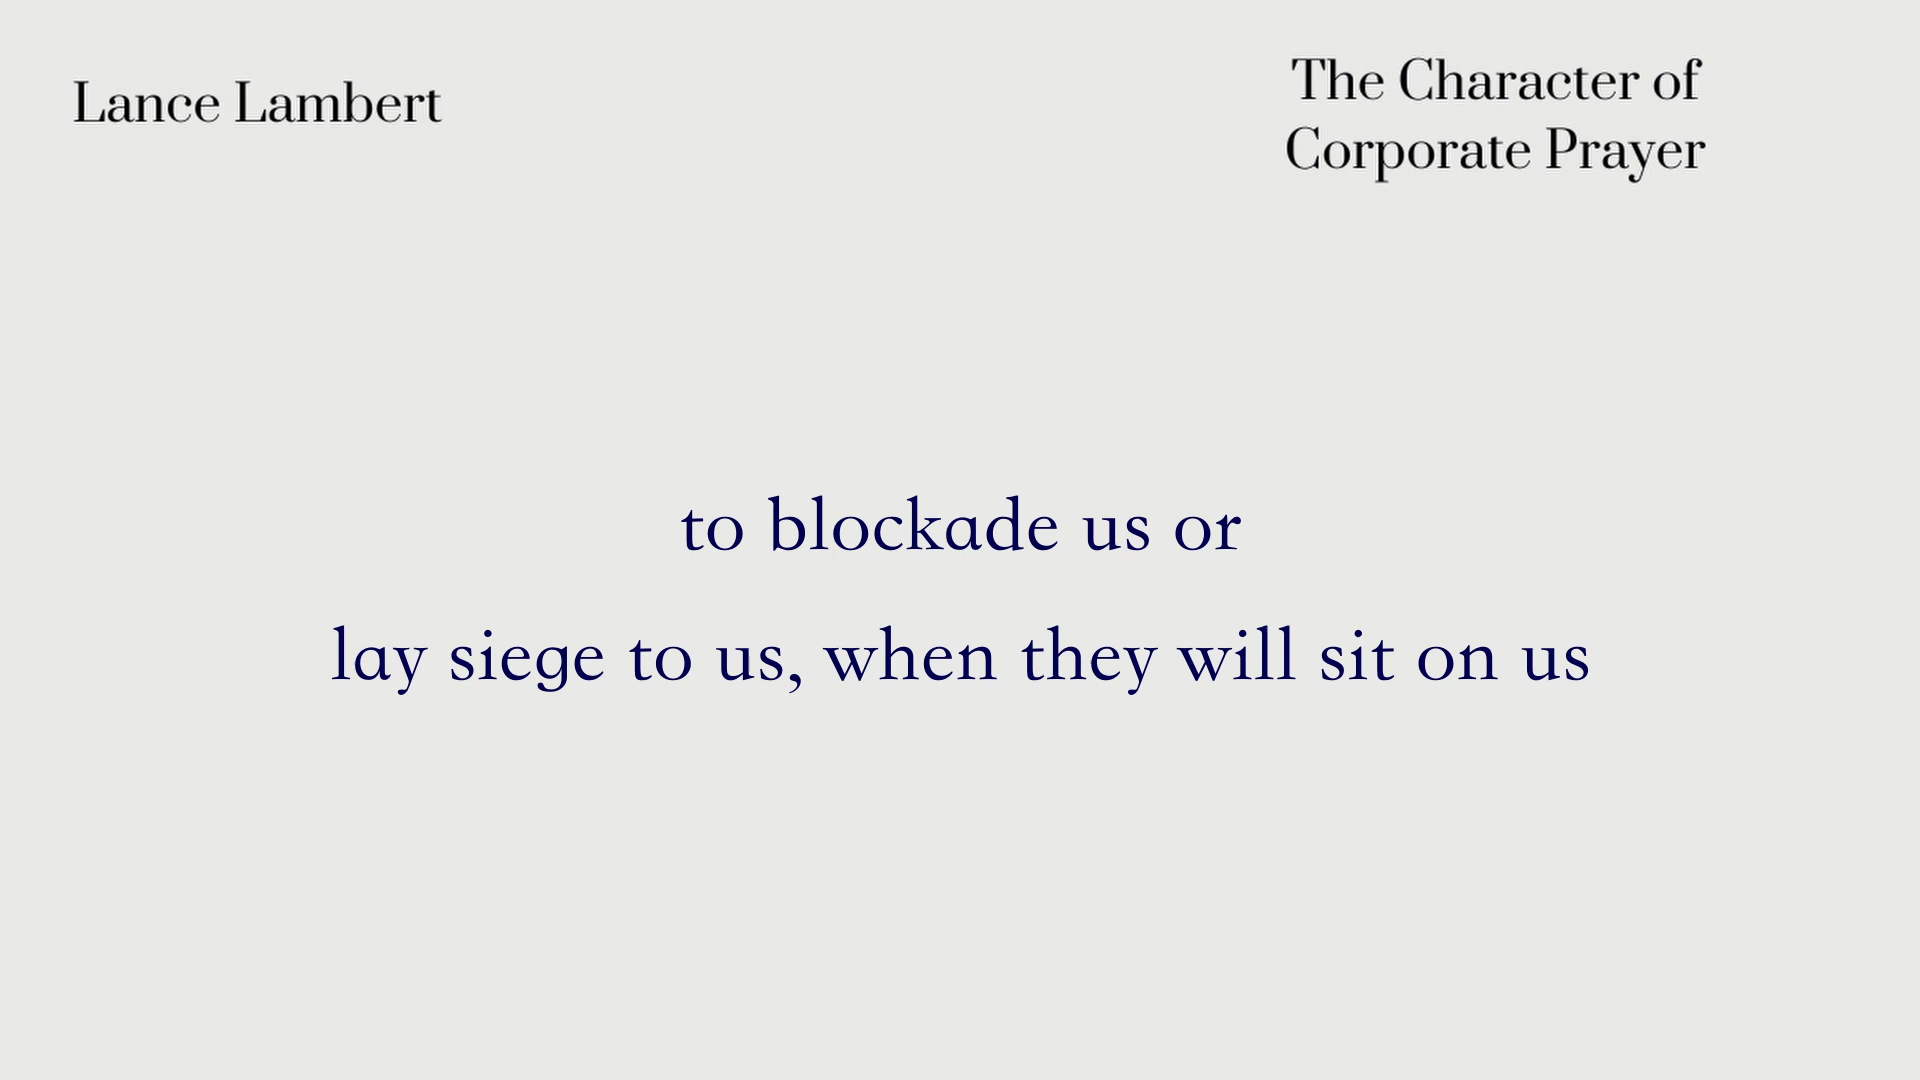 Lance Lambert
The Character of
Corporate Prayer
to blockade us or
lay siege to us, when they will sit on us